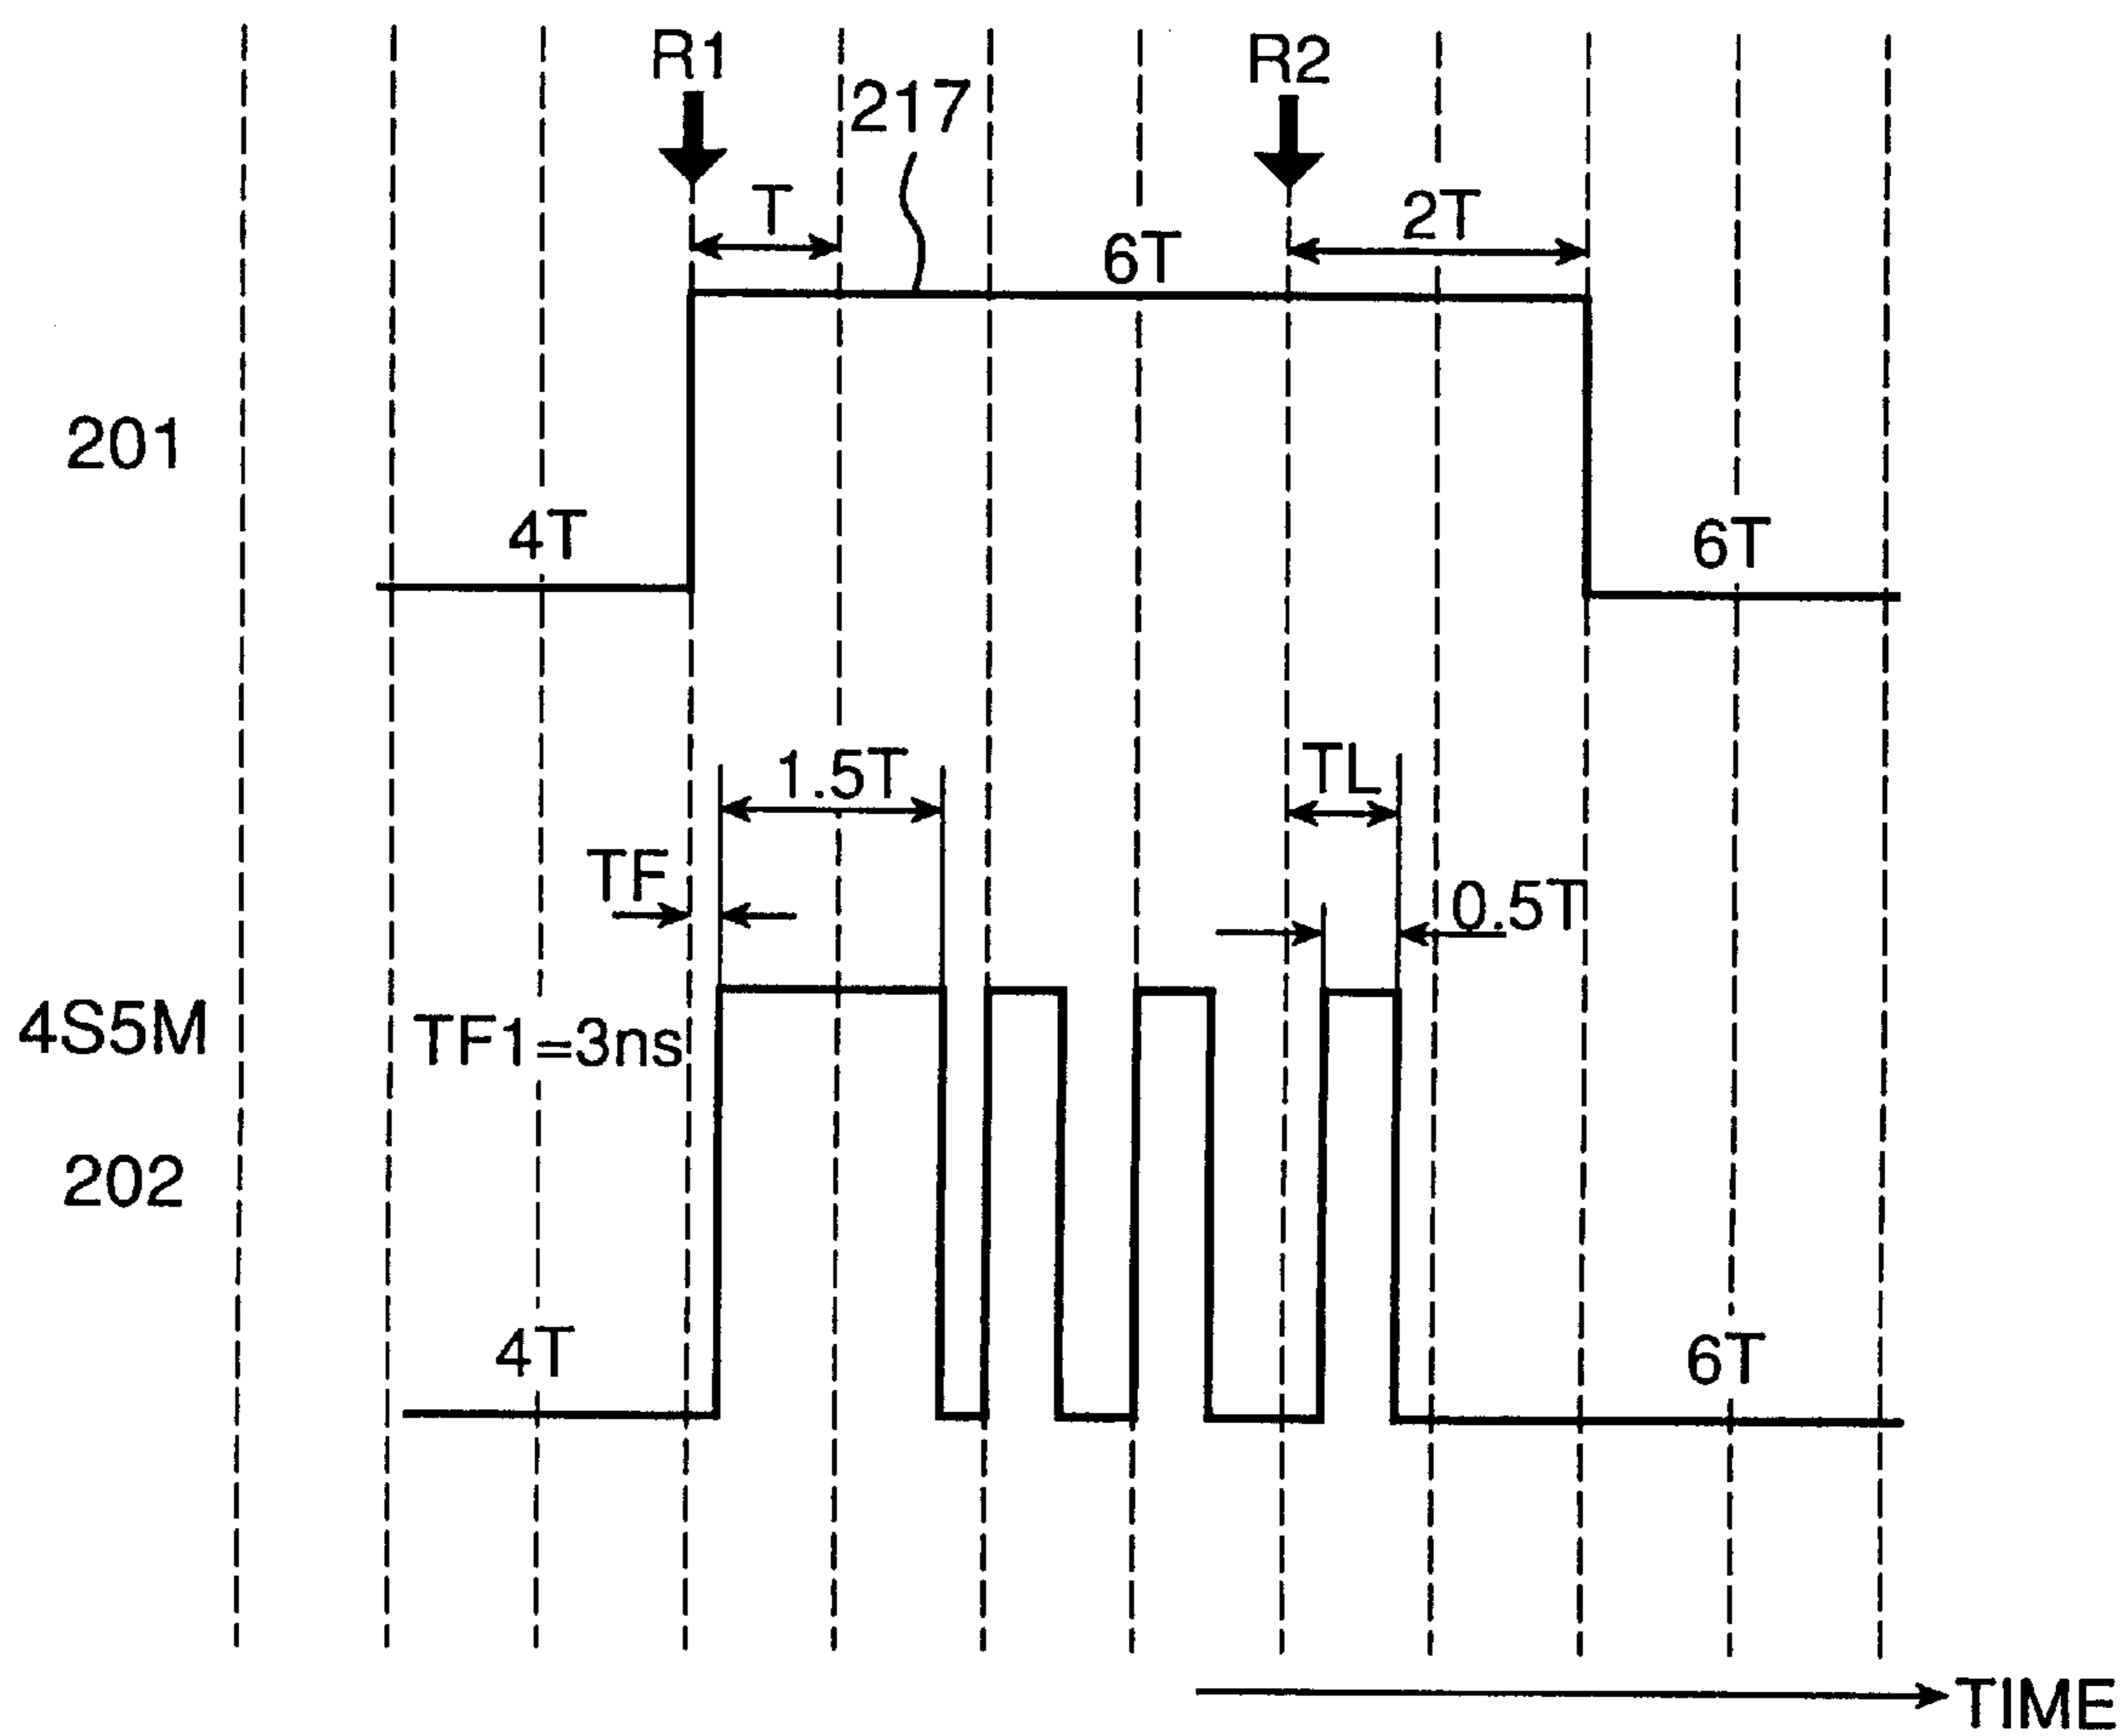 R1
R2
217
T
2T
6T
201
4T
6T
1.5T
TL
TF
0.5T
4S5M
TF1=3ns
202
4T
6T
TIME